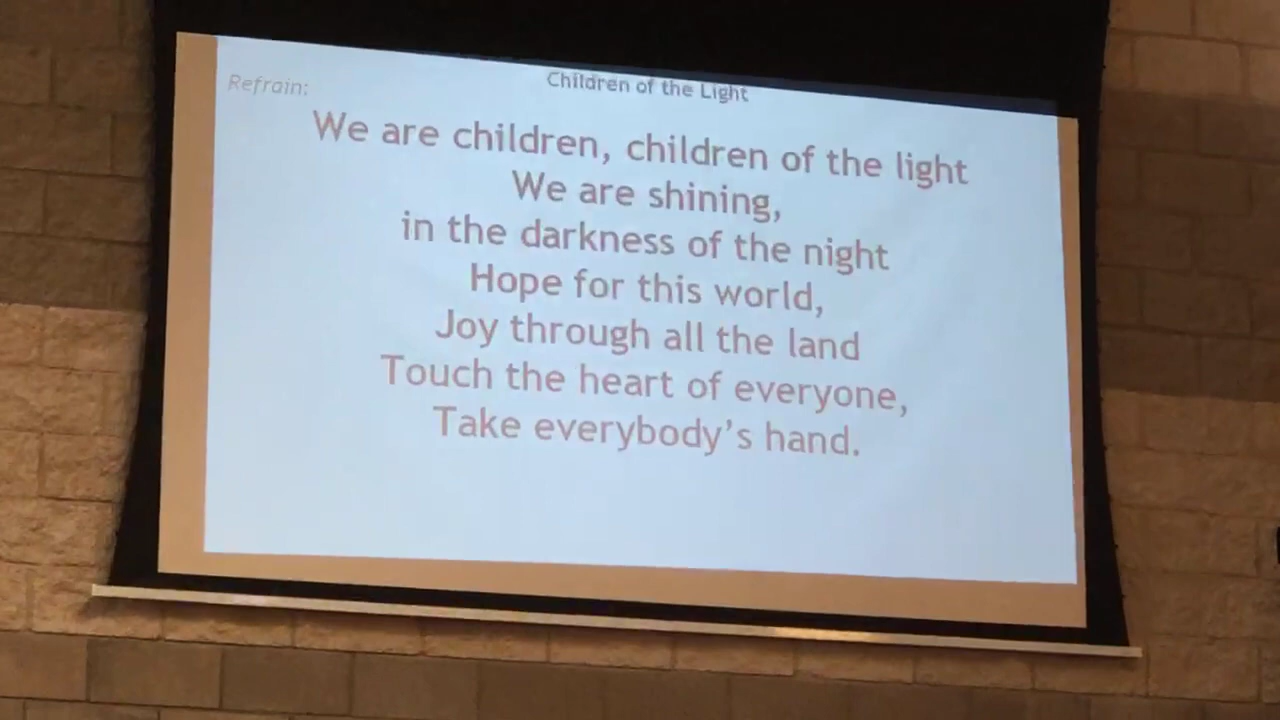 Children of the Light
Refrain:
We are children, children of the light
We are shining,
in the darkness of the night
Hope for this world,
Joy through all the land
Touch the heart of everyone,
Take everybody’s hand.